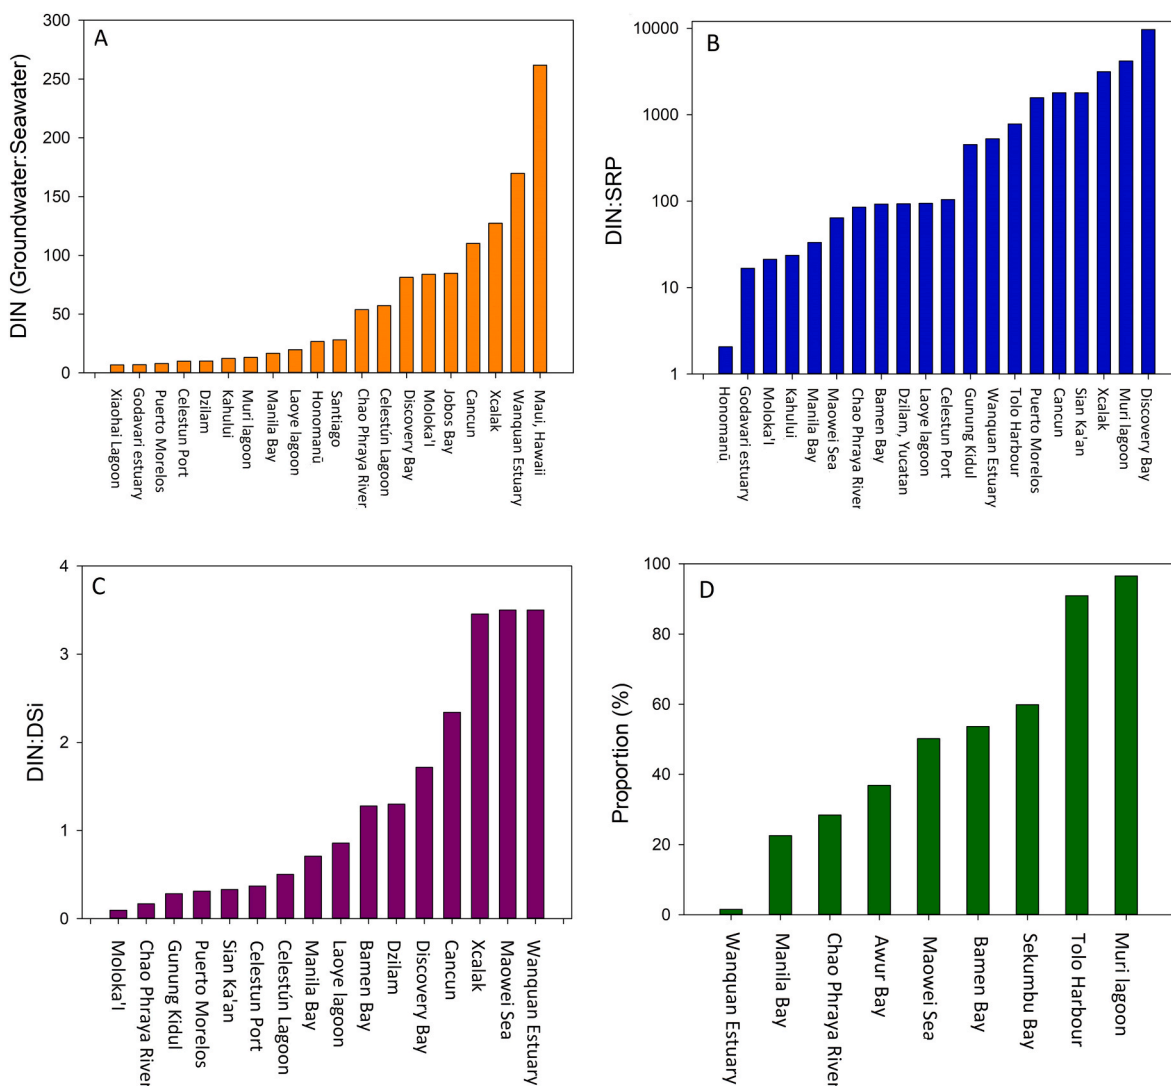 A
DIN (Groundwater:Seawater)
300
250
200
150
100
50
0
Xiaohai Lagoon
Godavari estuary
Puerto Morelos
Celestun Port
Dzilam
Kahului
Muri lagoon
Manila Bay
Laoye lagoon
Honomanū
Santiago
Chao Phraya River
Celestún Lagoon
Discovery Bay
Moloka'I
Jobos Bay
Cancun
Xcalak
Wanquan Estuary
Maui, Hawaii
B
DIN:SRP
10000
1000
100
10
1
Honomanū
Godavari estuary
Moloka'I
Kahului
Manila Bay
Maowei Sea
Chao Phraya River
Bamen Bay
Dzilam, Yucatan
Laoye lagoon
Celestun Port
Gunung Kidul
Wanquan Estuary
Tolo Harbour
Puerto Morelos
Cancun
Sian Ka'an
Xcalak
Muri lagoon
Discovery Bay
C
DIN:DSi
4
3
2
1
0
Moloka'I
Chao Phraya River
Gunung Kidul
Puerto Morelos
Sian Ka'an
Celestun Port
Celestún Lagoon
Manila Bay
Laoye lagoon
Bamen Bay
Dzilam
Discovery Bay
Cancun
Xcalak
Maowei Sea
Wanquan Estuary
D
Proportion (%)
100
80
60
40
20
0
Wanquan Estuary
Manila Bay
Chao Phraya River
Awur Bay
Maowei Sea
Bamen Bay
Sekumbu Bay
Tolo Harbour
Muri lagoon